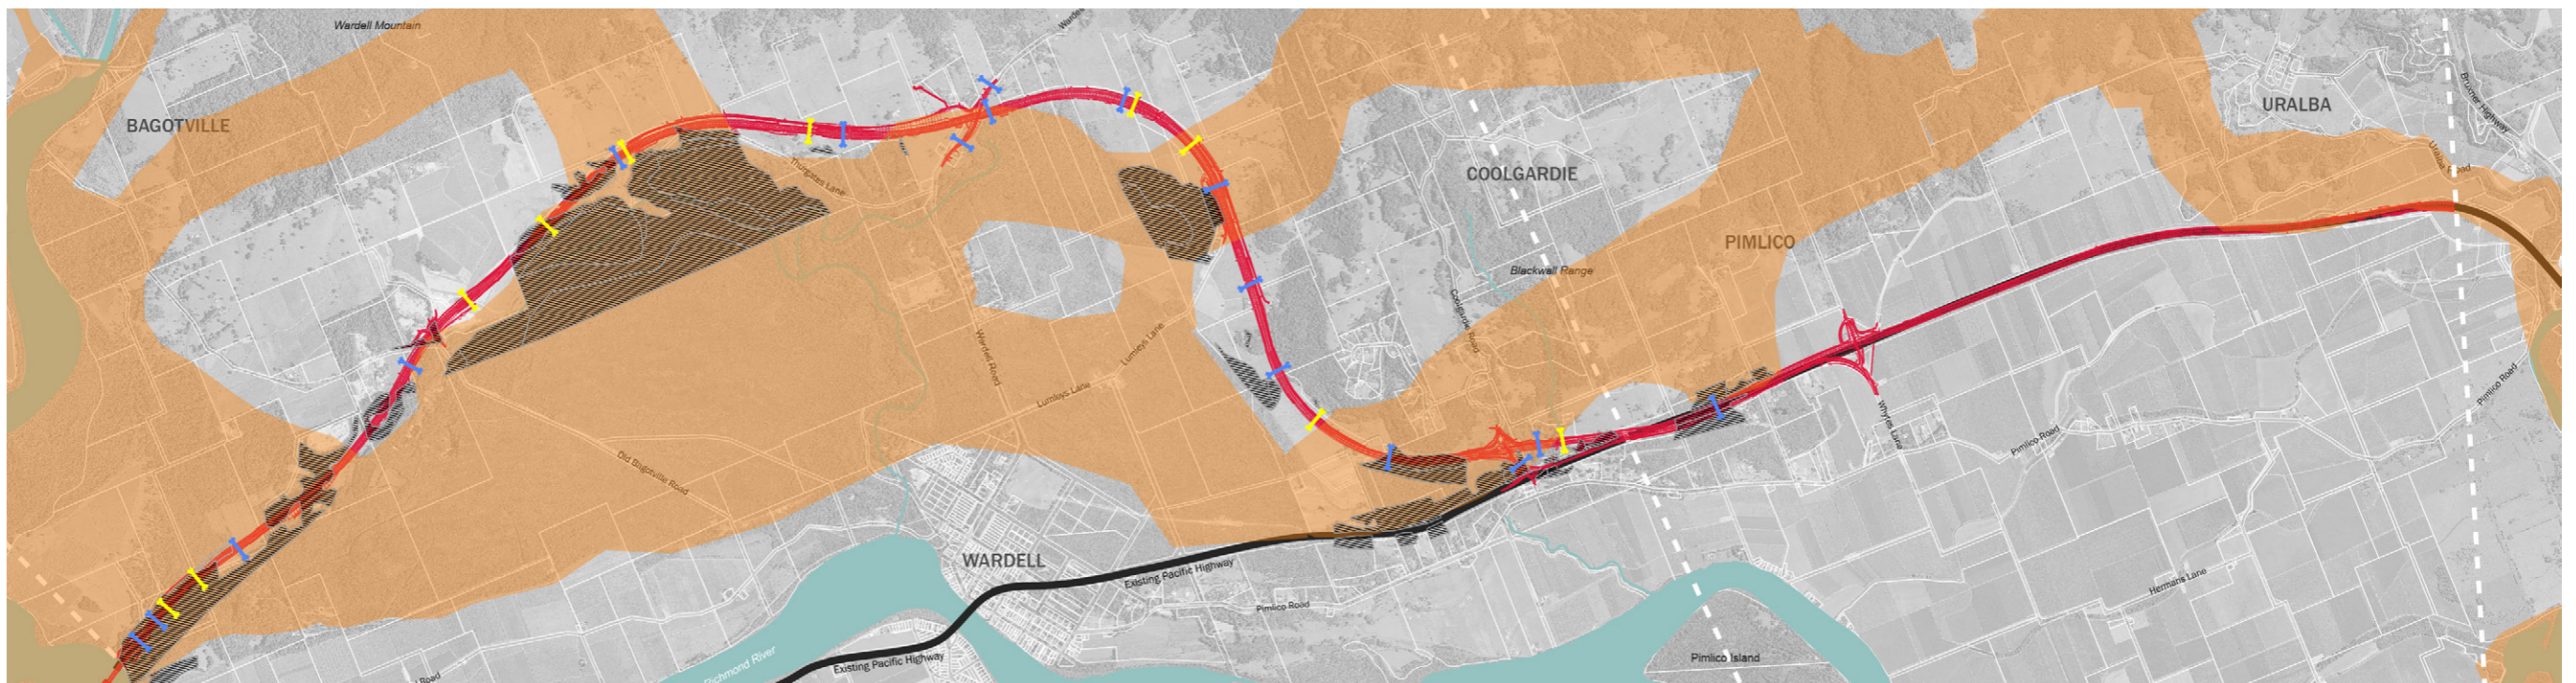 Wardell Mountain
BAGOTVILLE
URALBA
Bruxner Highway
Thurgates Lane
COOLGARDIE
PIMLICO
Blackwall Range
Coolgardie Road
Wardell Road
Lumleys Lane
Lumleys Lane
Whytes Lane
Pimlico Road
Pimlico Road
Old Bagotville Road
WARDELL
Existing Pacific Highway
Pimlico Road
Hermans Lane
Existing Pacific Highway
Richmond River
Pimlico Island
Road